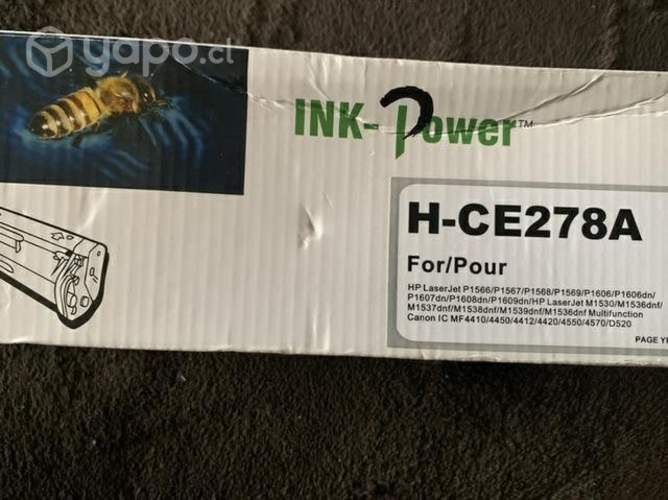 yapo.cl
INK-Power™
H-CE278A
For/Pour
HP LaserJet P1566/P1567/P1568/P1569/P1606/P1606dn/
P1607dn/P1608dn/P1609dn/HP LaserJet M1530/M1536dnf/
M1537dnf/M1538dnf/M1539dnf/M1536dnf Multifunction
Canon IC MF4410/4450/4412/4420/4550/4570/D520
PAGE